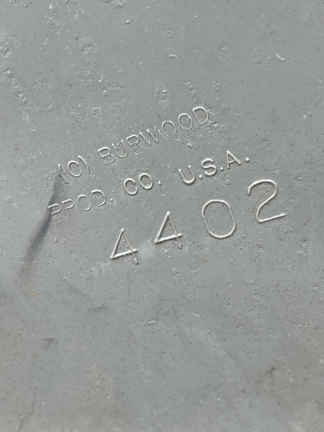 (C) BURWOOD
PROD. CO. U.S.A.
4402